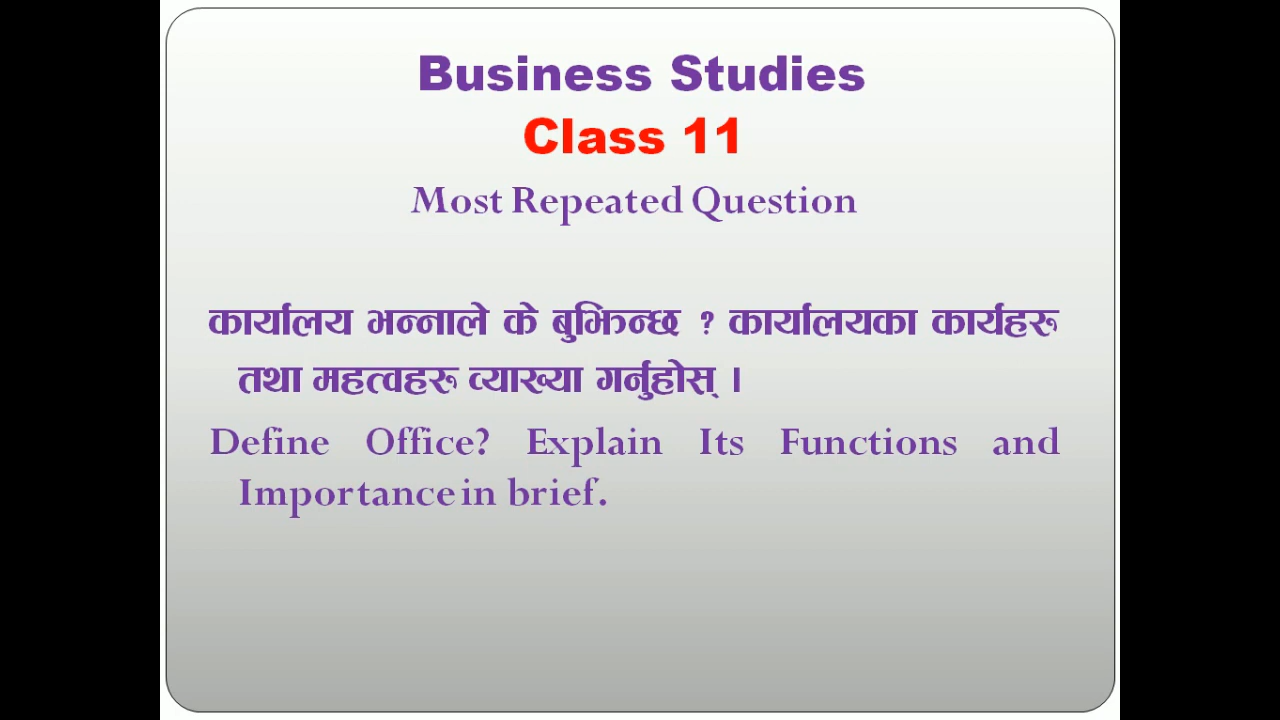 Business Studies
Class 11
Most Repeated Question
कार्यालय भन्नाले के बुझिन्छ ? कार्यालयका कार्यहरू
तथा महत्वहरू व्याख्या गर्नुहोस् ।
Define Office? Explain Its Functions and
Importance in brief.